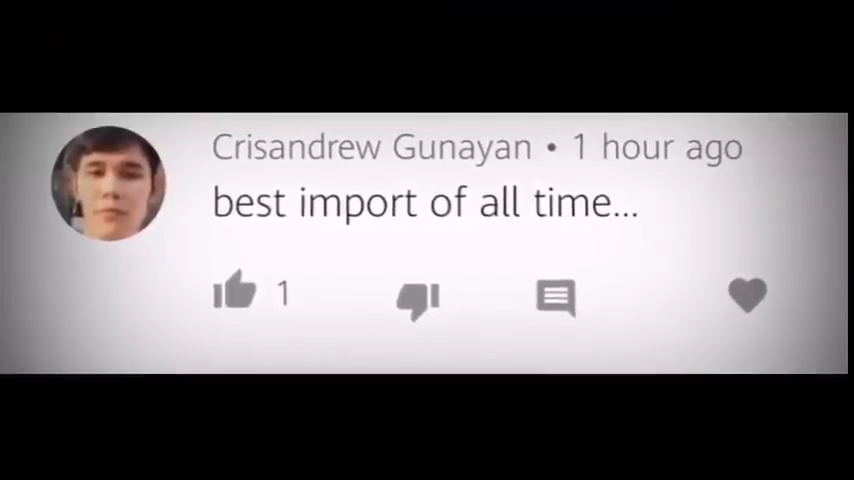 Crisandrew Gunayan • 1 hour ago
best import of all time...
1